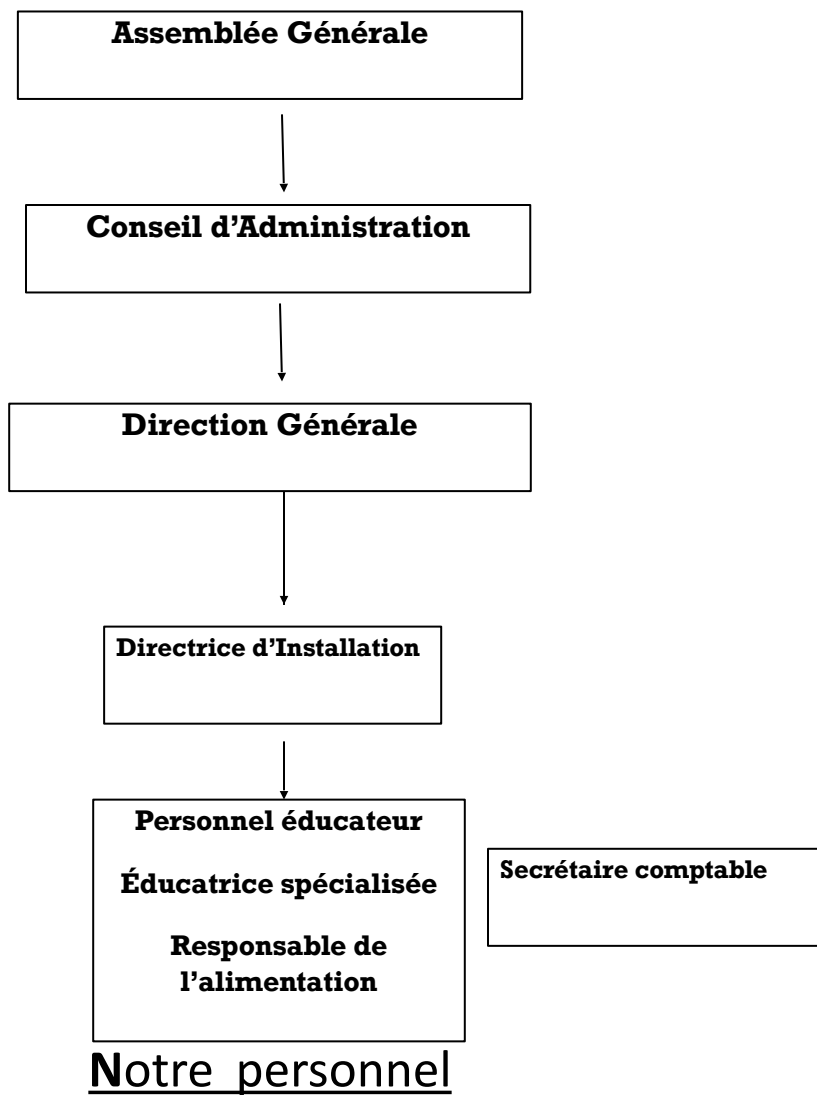 Assemblée Générale
Conseil d’Administration
Direction Générale
Directrice d’Installation
Personnel éducateur
Éducatrice spécialisée
Responsable de
l’alimentation
Secrétaire comptable
Notre personnel